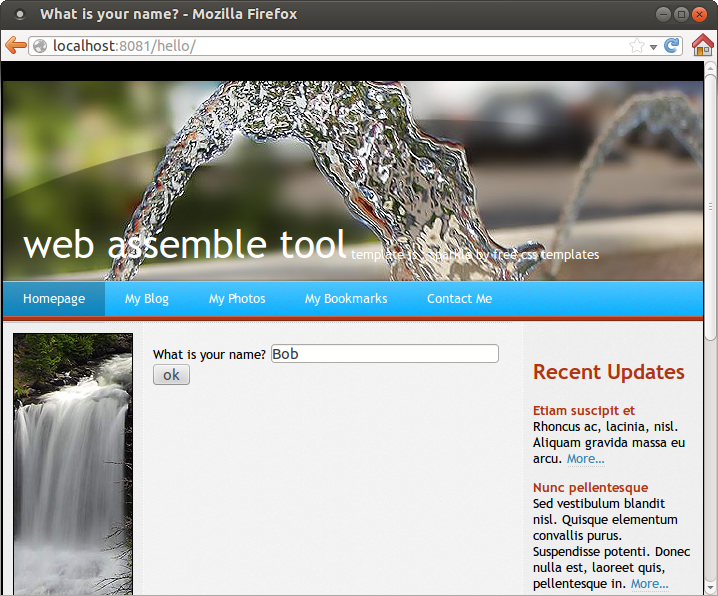 What is your name? - Mozilla Firefox
localhost:8081/hello/
web assemble tool template is sparkle by free css templates
Homepage My Blog My Photos My Bookmarks Contact Me
What is your name? Bob
ok
Recent Updates
Etiam suscipit et
Rhoncus ac, lacinia, nisl.
Aliquam gravida massa eu
arcu. More...
Nunc pellentesque
Sed vestibulum blandit
nisl. Quisque elementum
convallis purus.
Suspendisse potenti. Donec
nulla est, laoreet quis,
pellentesque in. More...